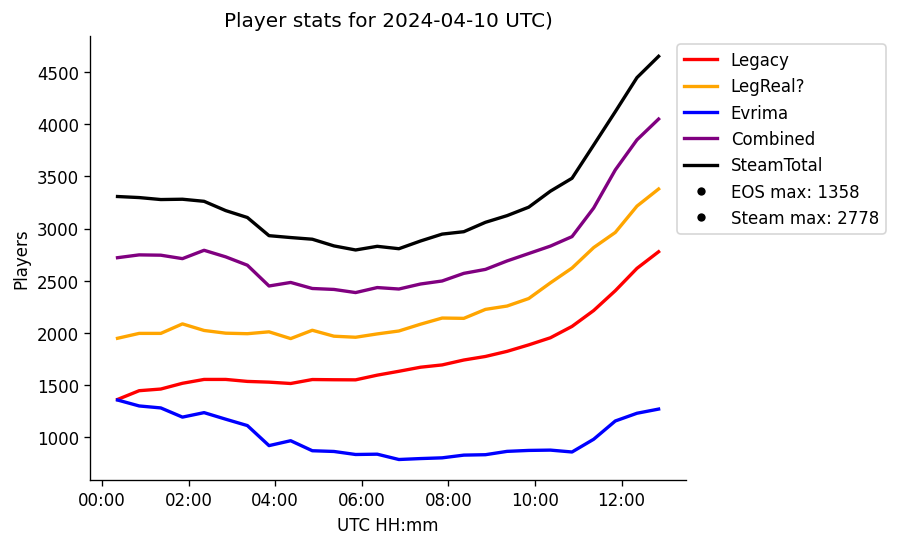 Player stats for 2024-04-10 UTC)
4500
4000
3500
3000
2500
2000
1500
1000
Players
00:00
02:00
04:00
06:00
08:00
10:00
12:00
UTC HH:mm
Legacy
LegReal?
Evrima
Combined
SteamTotal
EOS max: 1358
Steam max: 2778